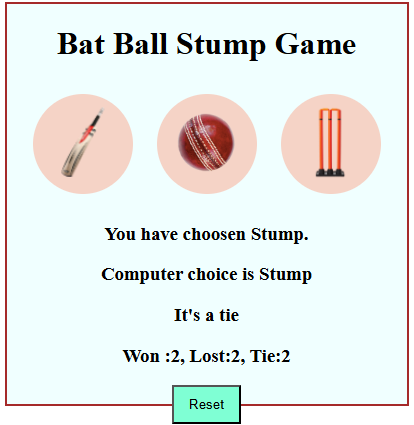 Bat Ball Stump Game
You have choosen Stump.
Computer choice is Stump
It's a tie
Won :2, Lost:2, Tie:2
Reset